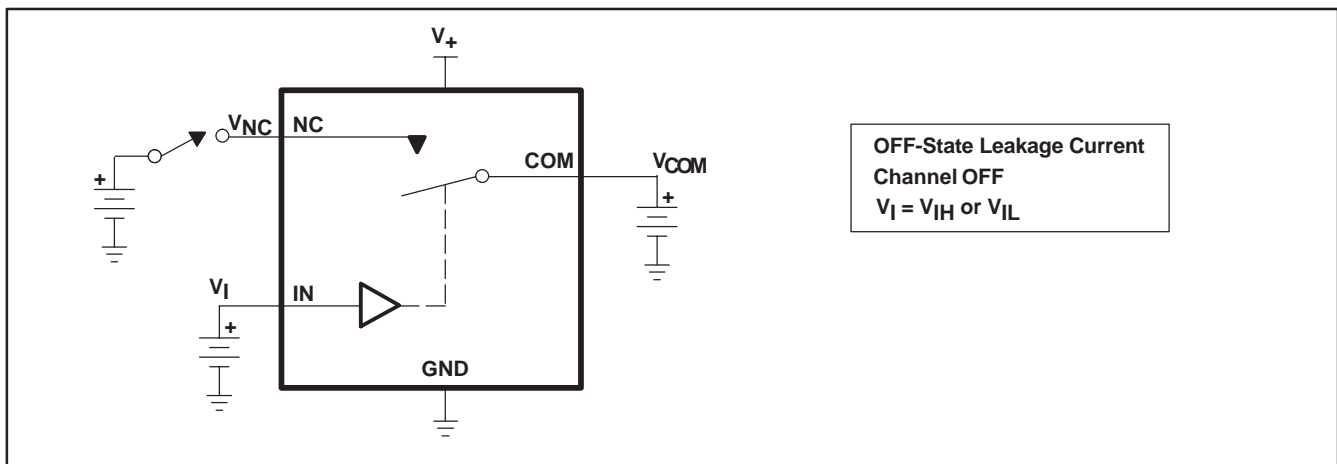 V+
VNC NC
COM VCOM
+
+
VI IN
+
GND
OFF-State Leakage Current
Channel OFF
VI = VIH or VIL